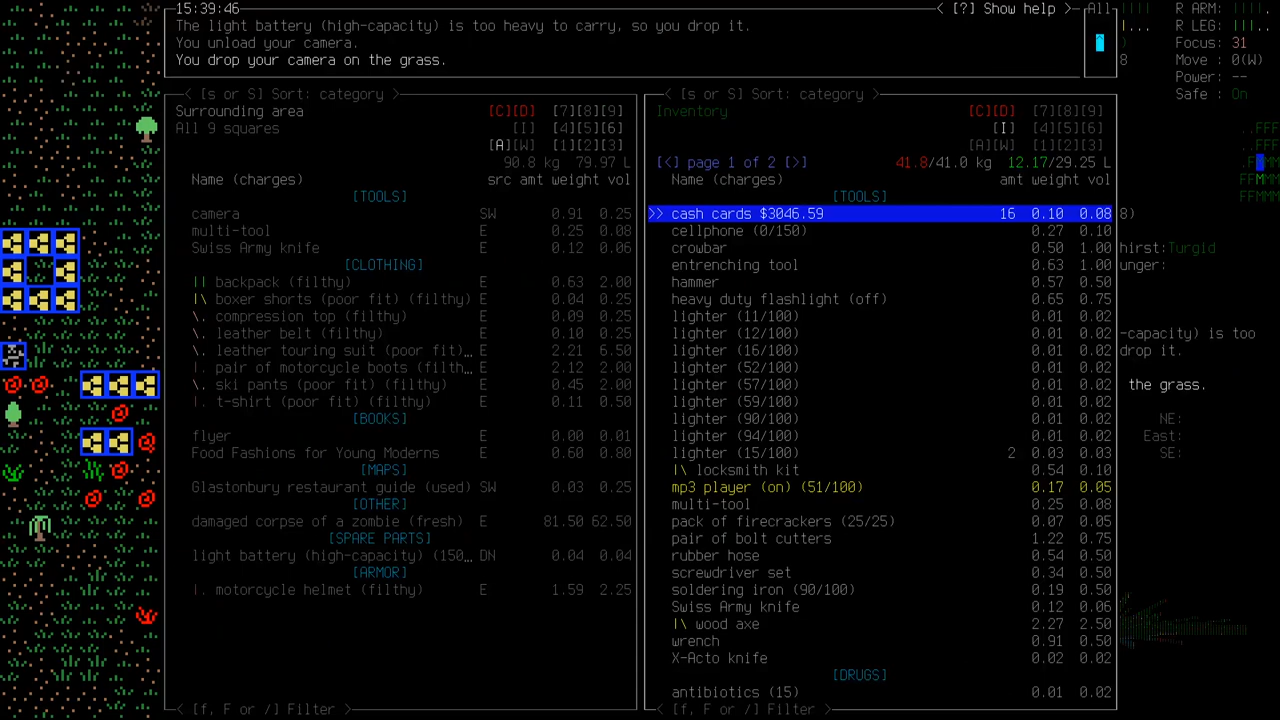 15:39:46 < [?] Show help > All
The light battery (high-capacity) is too heavy to carry, so you drop it.
You unload your camera.
You drop your camera on the grass.
R ARM:
R LEG:
Focus: 31
8 Move : 0(W)
Power: --
Safe : On
< [s or S] Sort: category >
Surrounding area [C][D] [7][8][9]
All 9 squares [I] [4][5][6]
[A][W] [1][2][3]
90.8 kg 79.97 L
Name (charges) src amt weight vol
[TOOLS]
camera SW 0.91 0.25
multi-tool E 0.25 0.08
Swiss Army knife E 0.12 0.06
[CLOTHING]
|| backpack (filthy) E 0.63 2.00
|\ boxer shorts (poor fit) (filthy) E 0.04 0.25
\. compression top (filthy) E 0.09 0.25
\. leather belt (filthy) E 0.10 0.25
\. leather touring suit (poor fit)… E 2.21 6.50
|. pair of motorcycle boots (filth… E 2.12 2.00
\. ski pants (poor fit) (filthy) E 0.45 2.00
|. t-shirt (poor fit) (filthy) E 0.11 0.50
[BOOKS]
flyer E 0.00 0.01
Food Fashions for Young Moderns E 0.60 0.80
[MAPS]
Glastonbury restaurant guide (used) SW 0.03 0.25
[OTHER]
damaged corpse of a zombie (fresh) E 81.50 62.50
[SPARE PARTS]
light battery (high-capacity) (150… DN 0.04 0.04
[ARMOR]
|. motorcycle helmet (filthy) E 1.59 2.25
< [f, F or /] Filter >
< [s or S] Sort: category >
Inventory [C][D] [7][8][9]
[I] [4][5][6]
[A][W] [1][2][3]
[<] page 1 of 2 [>] 41.8/41.0 kg 12.17/29.25 L
Name (charges) amt weight vol
[TOOLS]
>> cash cards $3046.59 16 0.10 0.08
cellphone (0/150) 0.27 0.10
crowbar 0.50 1.00
entrenching tool 0.63 1.00
hammer 0.57 0.50
heavy duty flashlight (off) 0.65 0.75
lighter (11/100) 0.01 0.02
lighter (12/100) 0.01 0.02
lighter (16/100) 0.01 0.02
lighter (52/100) 0.01 0.02
lighter (57/100) 0.01 0.02
lighter (59/100) 0.01 0.02
lighter (90/100) 0.01 0.02
lighter (94/100) 0.01 0.02
lighter (15/100) 2 0.03 0.03
|\ locksmith kit 0.54 0.10
mp3 player (on) (51/100) 0.17 0.05
multi-tool 0.25 0.08
pack of firecrackers (25/25) 0.07 0.05
pair of bolt cutters 1.22 0.75
rubber hose 0.54 0.50
screwdriver set 0.34 0.50
soldering iron (90/100) 0.19 0.50
Swiss Army knife 0.12 0.06
|\ wood axe 2.27 2.50
wrench 0.91 0.50
X-Acto knife 0.02 0.02
[DRUGS]
antibiotics (15) 0.01 0.02
< [f, F or /] Filter >
8)
hirst: Turgid
unger:
-capacity) is too
drop it.
the grass.
NE:
East:
SE: